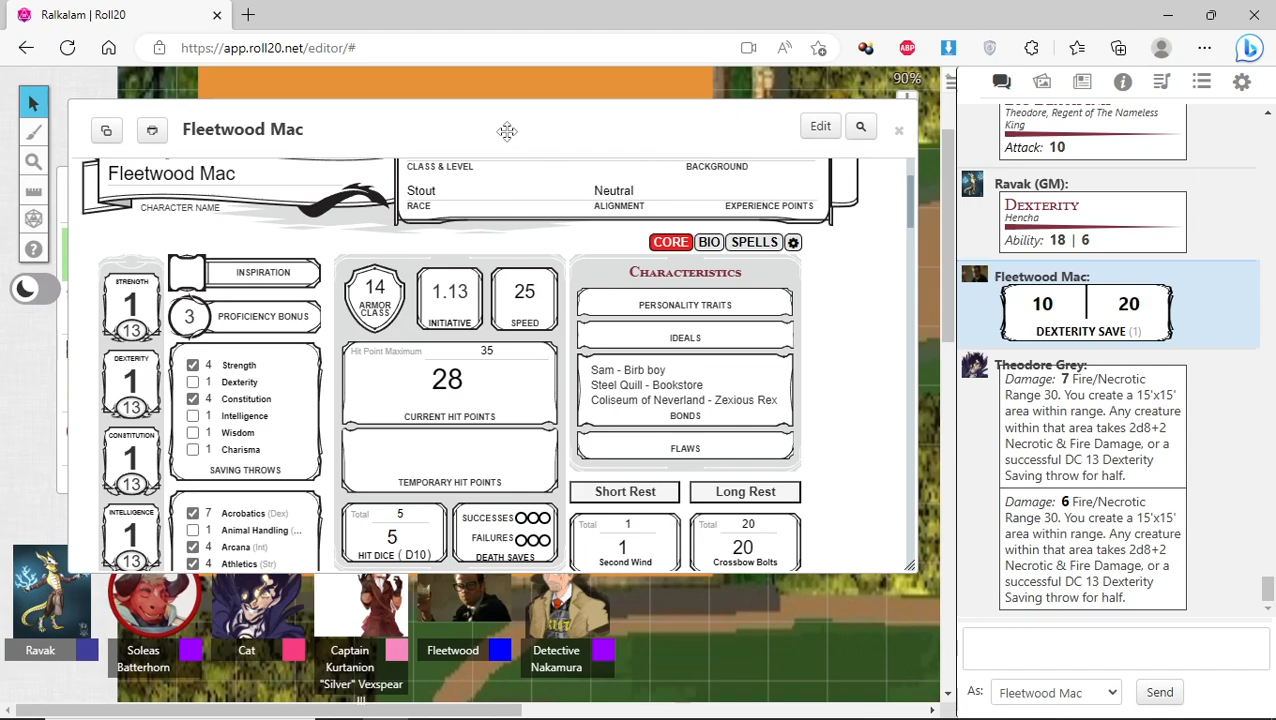 Ralkalam | Roll20
https://app.roll20.net/editor/#
90%
Fleetwood Mac
Edit
Fleetwood Mac
CHARACTER NAME
CLASS & LEVEL
BACKGROUND
Stout
Neutral
RACE
ALIGNMENT
EXPERIENCE POINTS
CORE
BIO
SPELLS
STRENGTH
1
13
DEXTERITY
1
13
CONSTITUTION
1
13
INTELLIGENCE
1
13
INSPIRATION
3
PROFICIENCY BONUS
4 Strength
1 Dexterity
4 Constitution
1 Intelligence
1 Wisdom
1 Charisma
SAVING THROWS
7 Acrobatics (Dex)
1 Animal Handling (...
4 Arcana (Int)
4 Athletics (Str)
14
ARMOR
CLASS
1.13
INITIATIVE
25
SPEED
Hit Point Maximum 35
28
CURRENT HIT POINTS
TEMPORARY HIT POINTS
Total 5
5
HIT DICE ( D10)
SUCCESSES
FAILURES
DEATH SAVES
Characteristics
PERSONALITY TRAITS
IDEALS
Sam - Birb boy
Steel Quill - Bookstore
Coliseum of Neverland - Zexious Rex
BONDS
FLAWS
Short Rest
Long Rest
Total 1
1
Second Wind
Total 20
20
Crossbow Bolts
Ravak
Soleas
Batterhorn
Cat
Captain
Kurtanion
"Silver" Vexspear
III
Fleetwood
Detective
Nakamura
Theodore, Regent of The Nameless
King
Attack: 10
Ravak (GM):
Dexterity
Hencha
Ability: 18 | 6
Fleetwood Mac:
10 20
DEXTERITY SAVE (1)
Theodore Grey:
Damage: 7 Fire/Necrotic
Range 30. You create a 15'x15'
area within range. Any creature
within that area takes 2d8+2
Necrotic & Fire Damage, or a
successful DC 13 Dexterity
Saving throw for half.
Damage: 6 Fire/Necrotic
Range 30. You create a 15'x15'
area within range. Any creature
within that area takes 2d8+2
Necrotic & Fire Damage, or a
successful DC 13 Dexterity
Saving throw for half.
As: Fleetwood Mac
Send